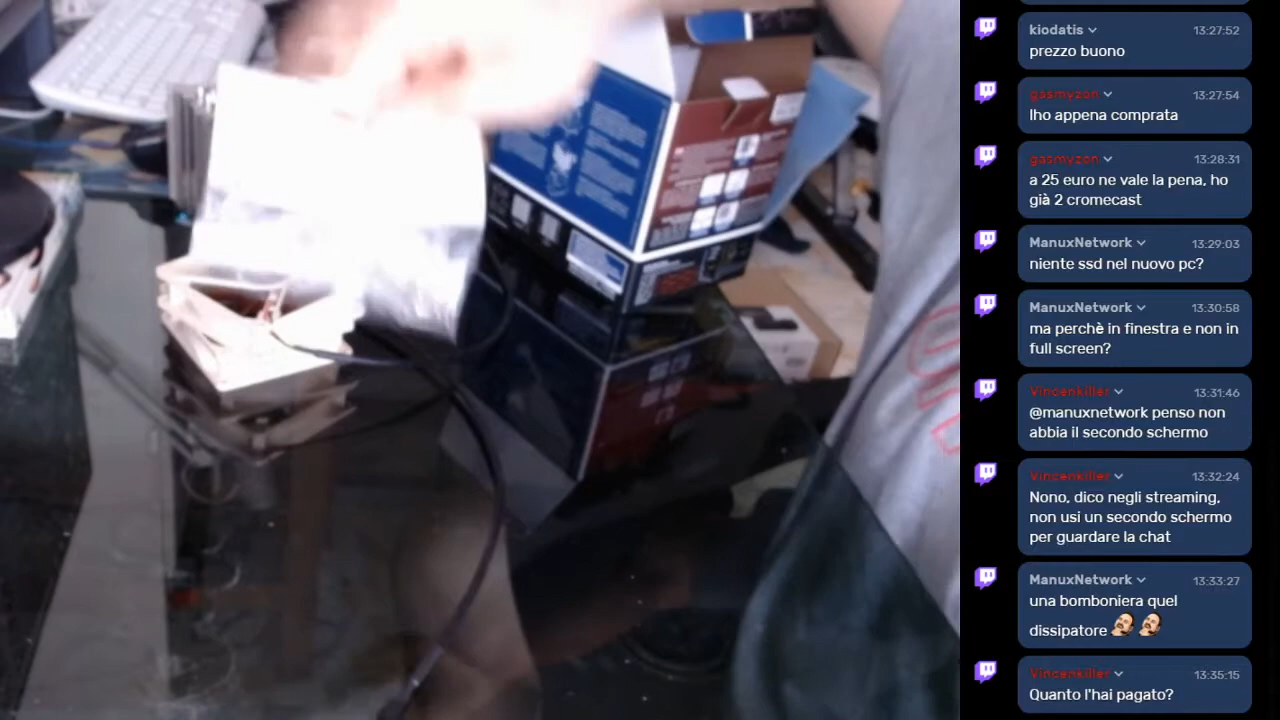 kiodatis 13:27:52
prezzo buono
gasmyzon 13:27:54
lho appena comprata
gasmyzon 13:28:31
a 25 euro ne vale la pena, ho
già 2 cromecast
ManuxNetwork 13:29:03
niente ssd nel nuovo pc?
ManuxNetwork 13:30:58
ma perchè in finestra e non in
full screen?
Vincenkiller 13:31:46
@manuxnetwork penso non
abbia il secondo schermo
Vincenkiller 13:32:24
Nono, dico negli streaming,
non usi un secondo schermo
per guardare la chat
ManuxNetwork 13:33:27
una bomboniera quel
dissipatore
Vincenkiller 13:35:15
Quanto l'hai pagato?